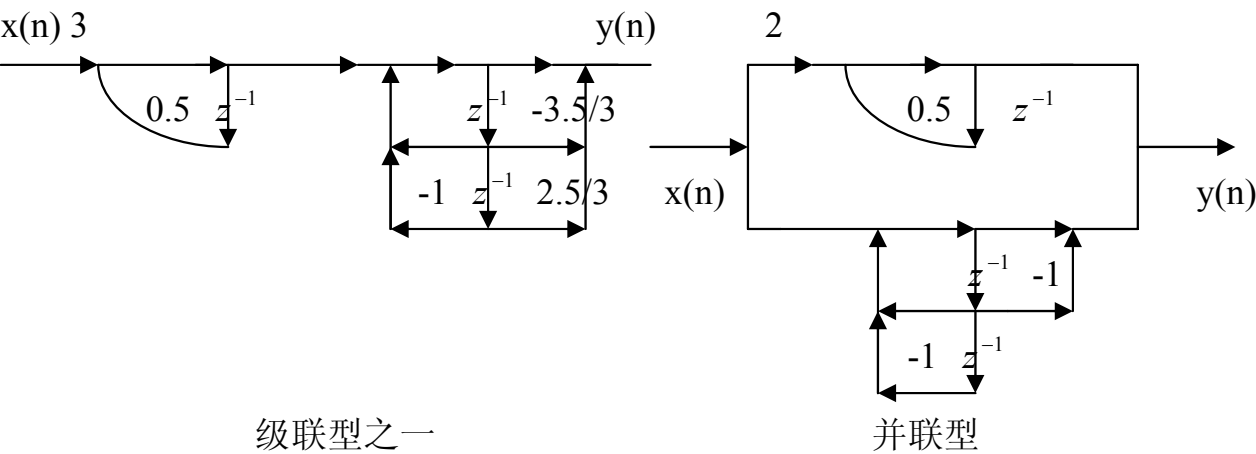 x(n) 3 y(n) 2
0.5 z⁻¹ z⁻¹ -3.5/3 0.5 z⁻¹
-1 z⁻¹ 2.5/3 x(n) y(n)
z⁻¹ -1
-1 z⁻¹
级联型之一 并联型